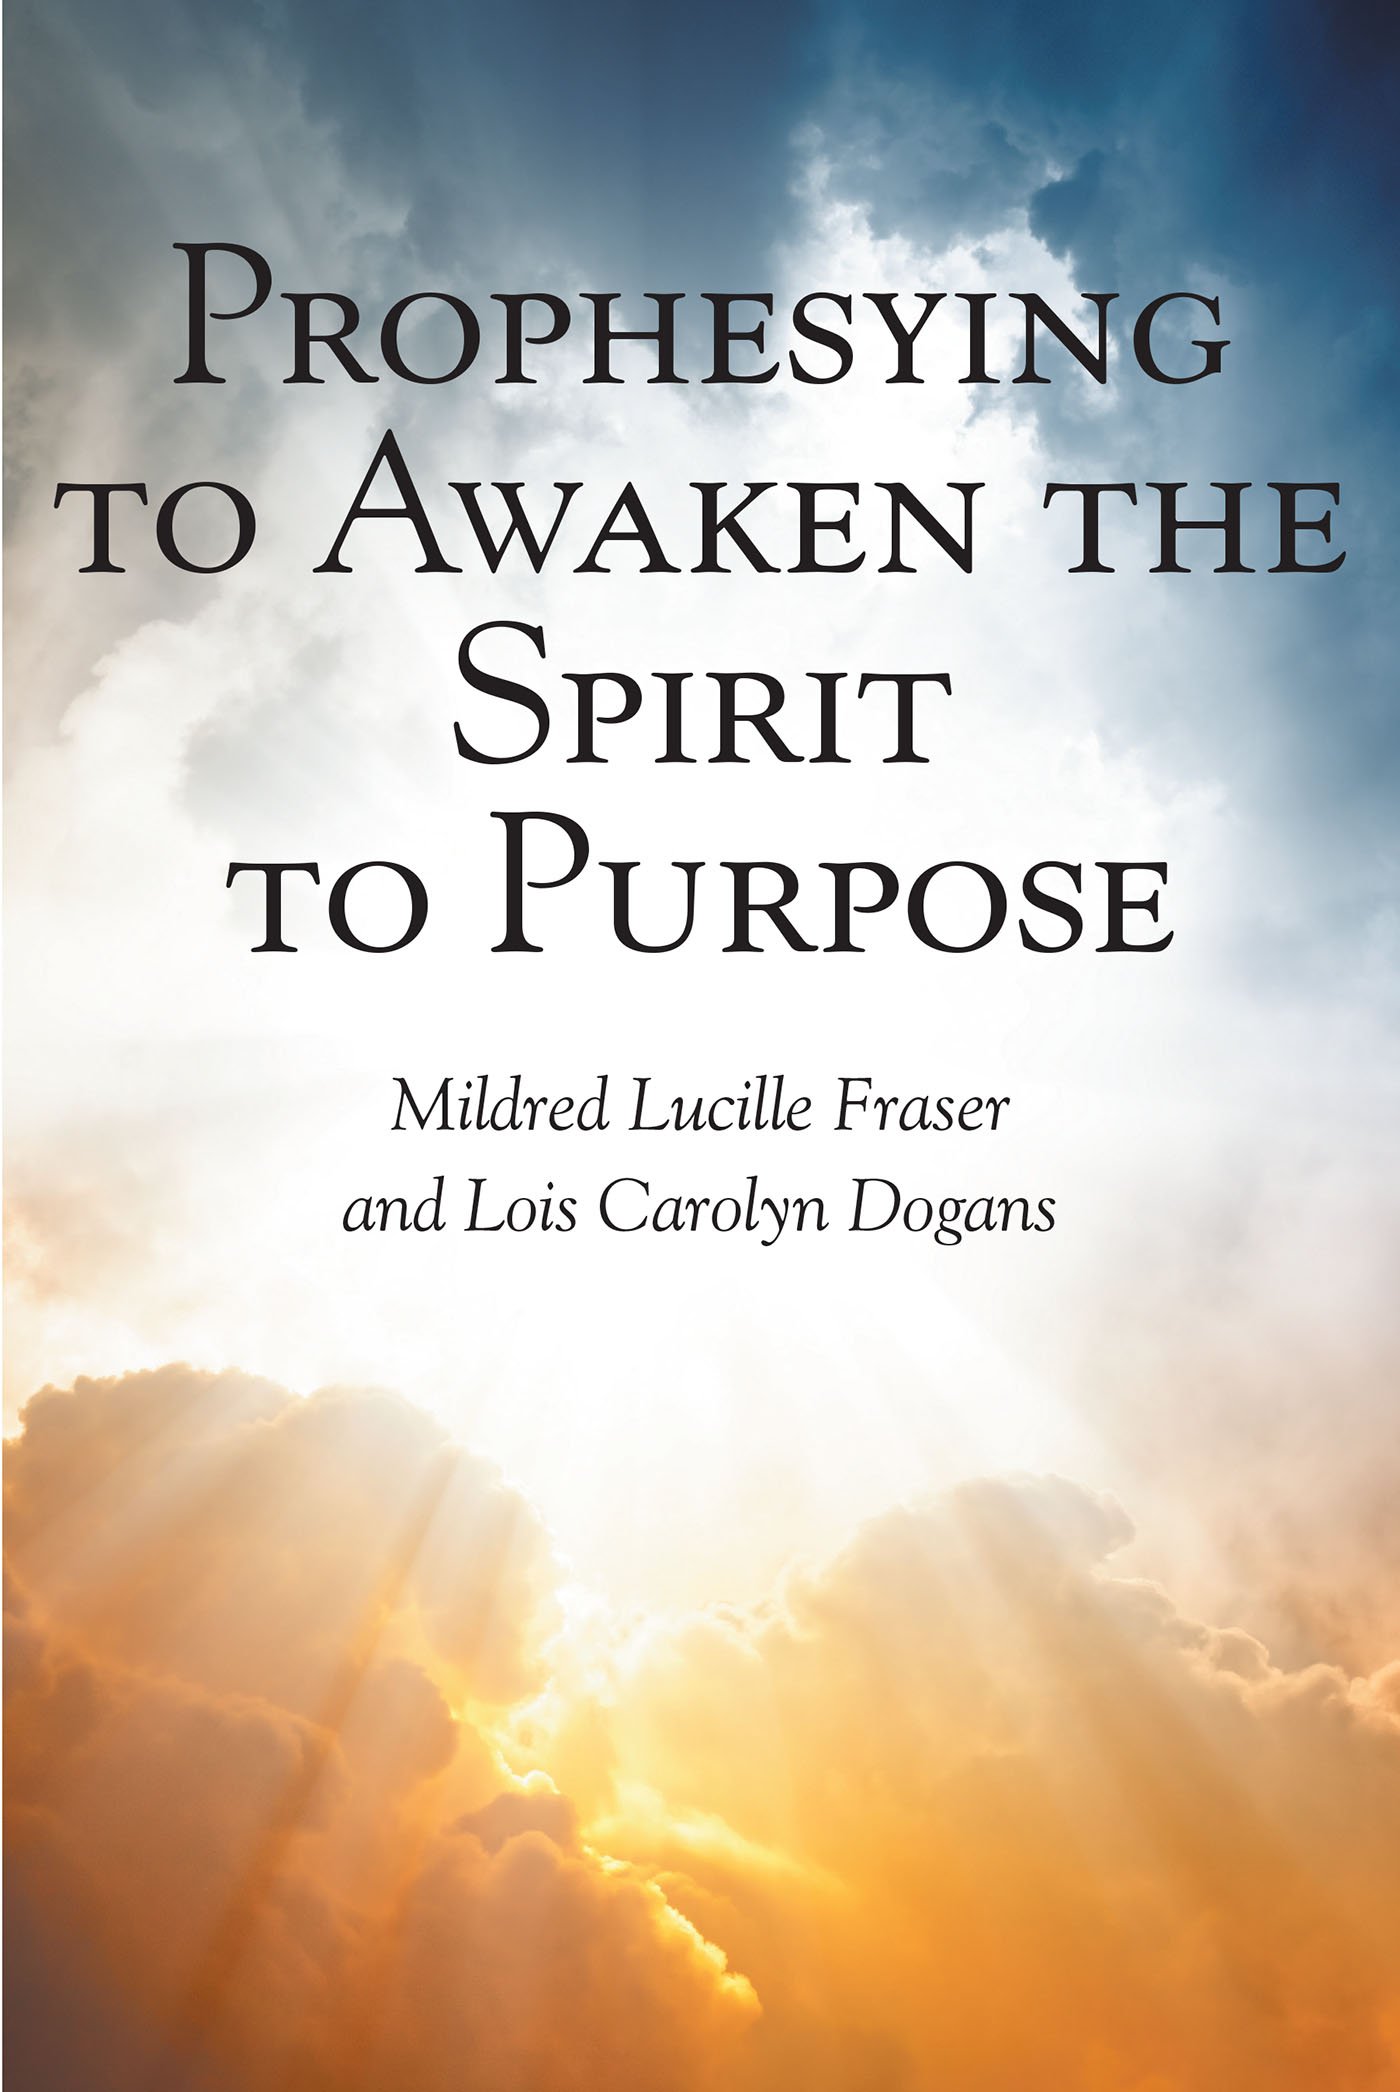 Prophesying
to Awaken the
Spirit
to Purpose
Mildred Lucille Fraser
and Lois Carolyn Dogans